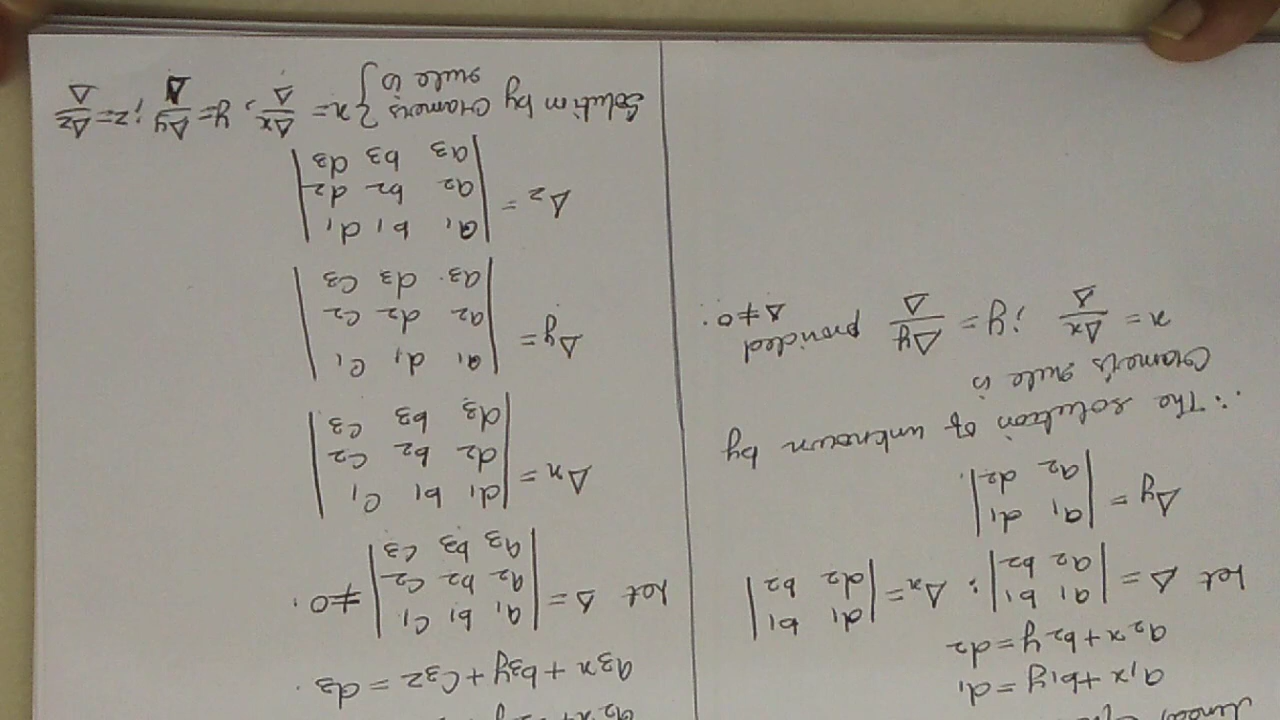 a₁x + b₁y = d₁
a₂x + b₂y = d₂
Let Δ = | a₁ b₁ |
| a₂ b₂ | ; Δx = | d₁ b₁ |
| d₂ b₂ |
Δy = | a₁ d₁ |
| a₂ d₂ |.
∴ The solution of unknown by
Cramer's rule is
x = Δx/Δ ; y = Δy/Δ provided
Δ ≠ 0.
a₃x + b₃y + c₃z = d₃.
Let Δ = | a₁ b₁ c₁ |
| a₂ b₂ c₂ | ≠ 0.
| a₃ b₃ c₃ |
Δx = | d₁ b₁ c₁ |
| d₂ b₂ c₂ |
| d₃ b₃ c₃ |
Δy = | a₁ d₁ c₁ |
| a₂ d₂ c₂ |
| a₃ d₃ c₃ |
Δz = | a₁ b₁ d₁ |
| a₂ b₂ d₂ |
| a₃ b₃ d₃ |
Solution by Cramers } x = Δx/Δ, y = Δy/Δ ; z = Δz/Δ
rule is